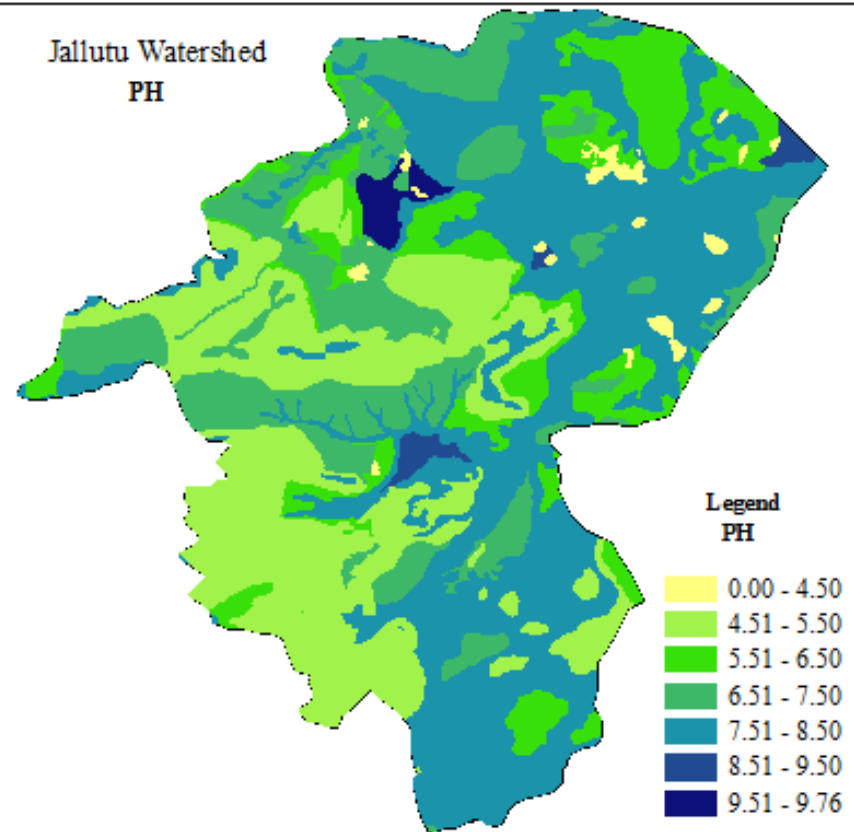 Jallutu Watershed
PH
Legend
PH
0.00 - 4.50
4.51 - 5.50
5.51 - 6.50
6.51 - 7.50
7.51 - 8.50
8.51 - 9.50
9.51 - 9.76